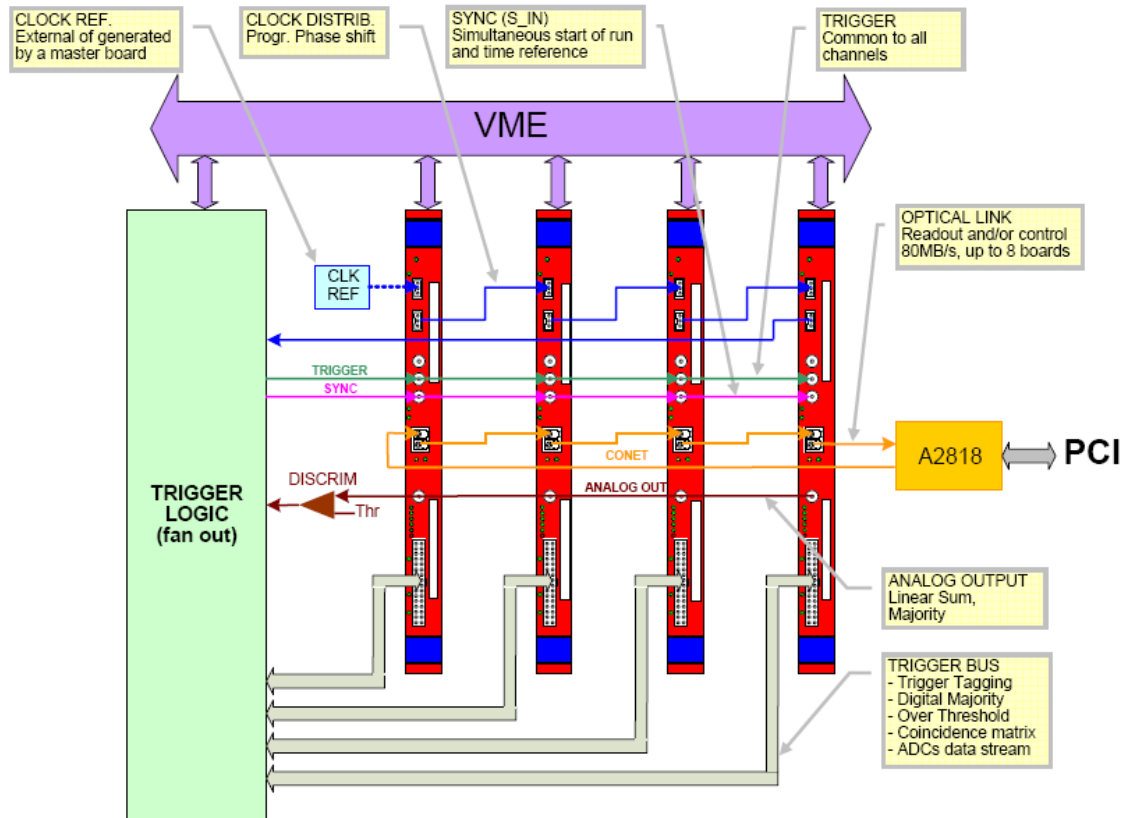 CLOCK REF.
External of generated
by a master board
CLOCK DISTRIB.
Progr. Phase shift
SYNC (S_IN)
Simultaneous start of run
and time reference
TRIGGER
Common to all
channels
VME
OPTICAL LINK
Readout and/or control
80MB/s, up to 8 boards
CLK
REF
TRIGGER
SYNC
CONET
A2818
PCI
DISCRIM
ANALOG OUT
Thr
TRIGGER
LOGIC
(fan out)
ANALOG OUTPUT
Linear Sum,
Majority
TRIGGER BUS
- Trigger Tagging
- Digital Majority
- Over Threshold
- Coincidence matrix
- ADCs data stream